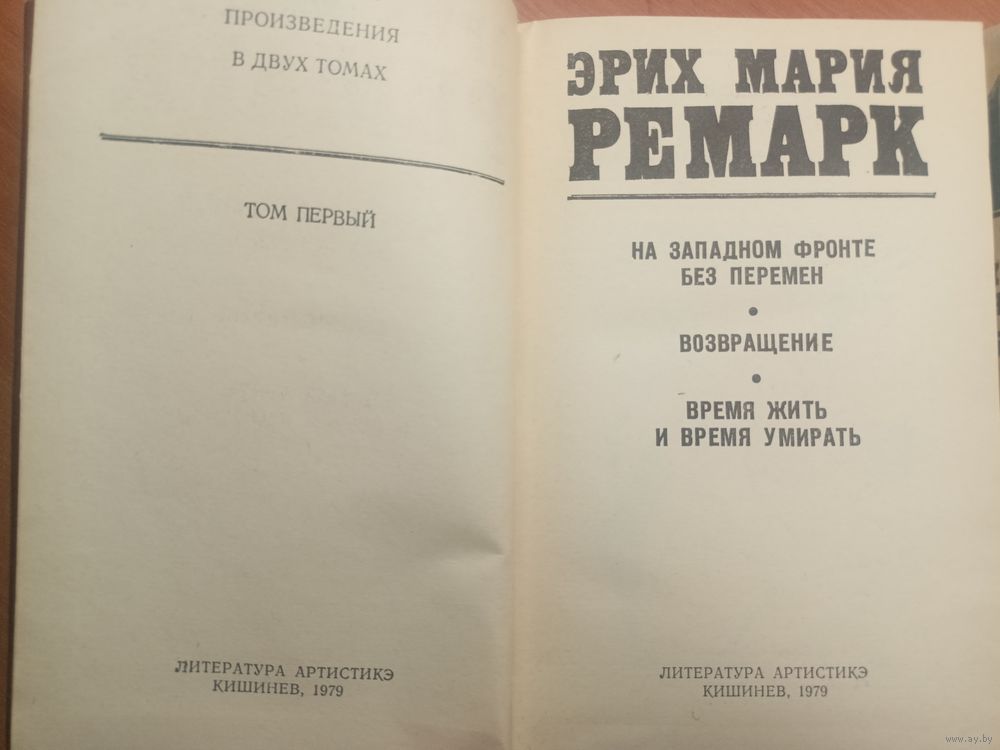 ПРОИЗВЕДЕНИЯ
В ДВУХ ТОМАХ
ТОМ ПЕРВЫЙ
ЛИТЕРАТУРА АРТИСТИКЭ
КИШИНЕВ, 1979
ЭРИХ МАРИЯ
РЕМАРК
НА ЗАПАДНОМ ФРОНТЕ
БЕЗ ПЕРЕМЕН
•
ВОЗВРАЩЕНИЕ
•
ВРЕМЯ ЖИТЬ
И ВРЕМЯ УМИРАТЬ
ЛИТЕРАТУРА АРТИСТИКЭ
КИШИНЕВ, 1979
www.ay.by